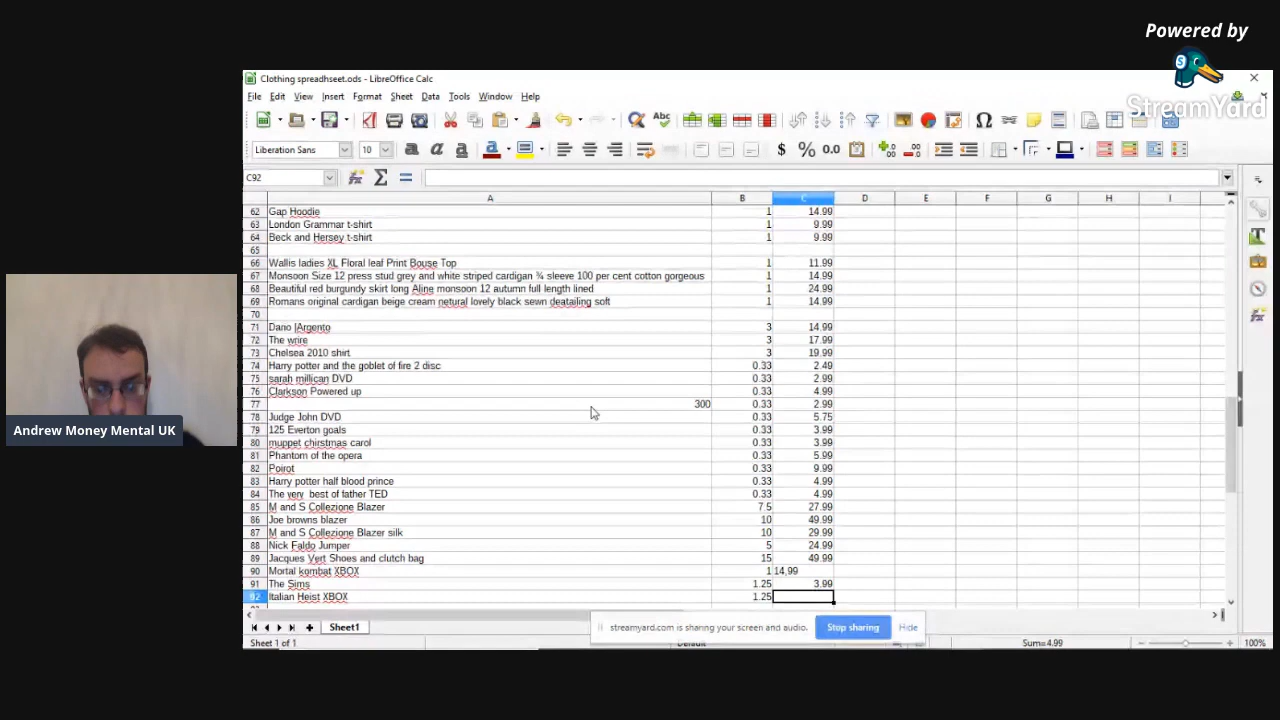 Powered by
StreamYard
Clothing spreadhseet.ods - LibreOffice Calc
File Edit View Insert Format Styles Sheet Data Tools Window Help
Liberation Sans 10
C92
A B C D E F G H I
62 Gap Hoodie 1 14.99
63 London Grammar t-shirt 1 9.99
64 Beck and Hersey t-shirt 1 9.99
65
66 Wallis ladies XL Floral leaf Print Bouse Top 1 11.99
67 Monsoon Size 12 press stud grey and white striped cardigan ¾ sleeve 100 per cent cotton gorgeous 1 14.99
68 Beautiful red burgundy skirt long Aline monsoon 12 autumn full length lined 1 24.99
69 Romans original cardigan beige cream netural lovely black sewn deatailing soft 1 14.99
70
71 Dano lArgento 3 14.99
72 The wrire 3 17.99
73 Chelsea 2010 shirt 3 19.99
74 Harry potter and the goblet of fire 2 disc 0.33 2.49
75 sarah millican DVD 0.33 2.99
76 Clarkson Powered up 0.33 4.99
77 300 0.33 2.99
78 Judge John DVD 0.33 5.75
79 125 Everton goals 0.33 3.99
80 muppet chirstmas carol 0.33 3.99
81 Phantom of the opera 0.33 5.99
82 Poirot 0.33 9.99
83 Harry potter half blood prince 0.33 4.99
84 The very best of father TED 0.33 4.99
85 M and S Collezione Blazer 7.5 27.99
86 Joe browns blazer 10 49.99
87 M and S Collezione Blazer silk 10 29.99
88 Nick Faldo Jumper 5 24.99
89 Jacques Vert Shoes and clutch bag 15 49.99
90 Mortal kombat XBOX 1 14,99
91 The Sims 1.25 3.99
92 Italian Heist XBOX 1.25
Andrew Money Mental UK
Sheet1
streamyard.com is sharing your screen and audio. Stop sharing Hide
Sheet 1 of 1 Default Sum=4.99 100%